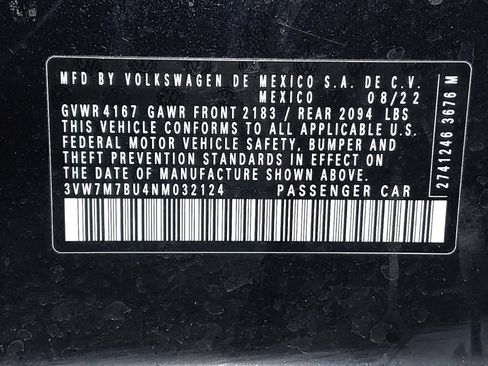 MFD BY VOLKSWAGEN DE MEXICO S.A. DE C.V.
MEXICO 08/22
GVWR 4167 GAWR FRONT 2183 / REAR 2094 LBS
THIS VEHICLE CONFORMS TO ALL APPLICABLE U.S.
FEDERAL MOTOR VEHICLE SAFETY, BUMPER AND
THEFT PREVENTION STANDARDS IN EFFECT ON
THE DATE OF MANUFACTURE SHOWN ABOVE.
3VW7M7BU4NM032124 PASSENGER CAR
2741246 3676 M